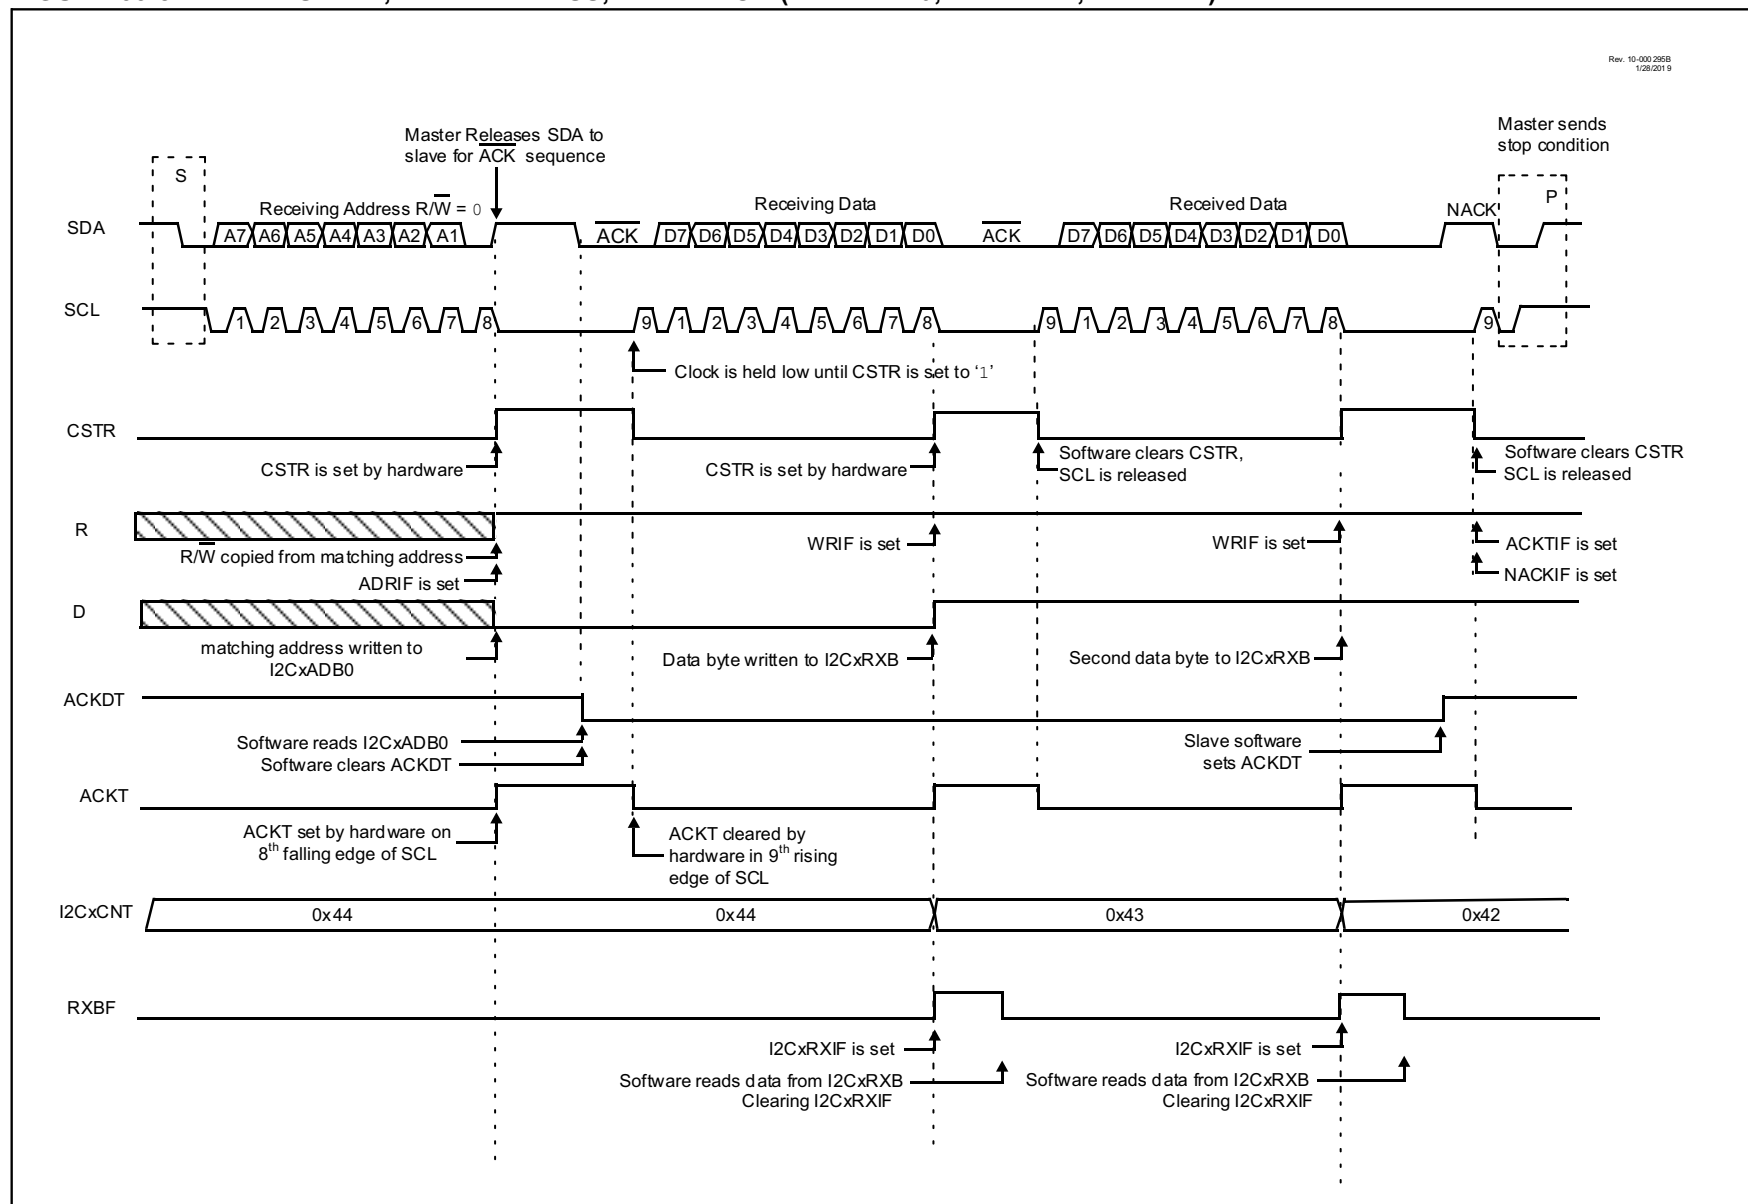 Rev. 10-000 295B
1/28/201 9
Master Releases SDA to
slave for ACK sequence
Master sends
stop condition
S
P
Receiving Address R/W = 0
Receiving Data
Received Data
NACK
SDA
A7 A6 A5 A4 A3 A2 A1
ACK
D7 D6 D5 D4 D3 D2 D1 D0
ACK
D7 D6 D5 D4 D3 D2 D1 D0
SCL
1 2 3 4 5 6 7 8
9 1 2 3 4 5 6 7 8
9 1 2 3 4 5 6 7 8
9
Clock is held low until CSTR is set to ‘1’
CSTR
CSTR is set by hardware
CSTR is set by hardware
Software clears CSTR,
SCL is released
Software clears CSTR
SCL is released
R
R/W copied from matching address
ADRIF is set
WRIF is set
WRIF is set
ACKTIF is set
NACKIF is set
D
matching address written to
I2CxADB0
Data byte written to I2CxRXB
Second data byte to I2CxRXB
ACKDT
Software reads I2CxADB0
Software clears ACKDT
Slave software
sets ACKDT
ACKT
ACKT set by hardware on
8th falling edge of SCL
ACKT cleared by
hardware in 9th rising
edge of SCL
I2CxCNT
0x44
0x44
0x43
0x42
RXBF
I2CxRXIF is set
I2CxRXIF is set
Software reads data from I2CxRXB
Clearing I2CxRXIF
Software reads data from I2CxRXB
Clearing I2CxRXIF